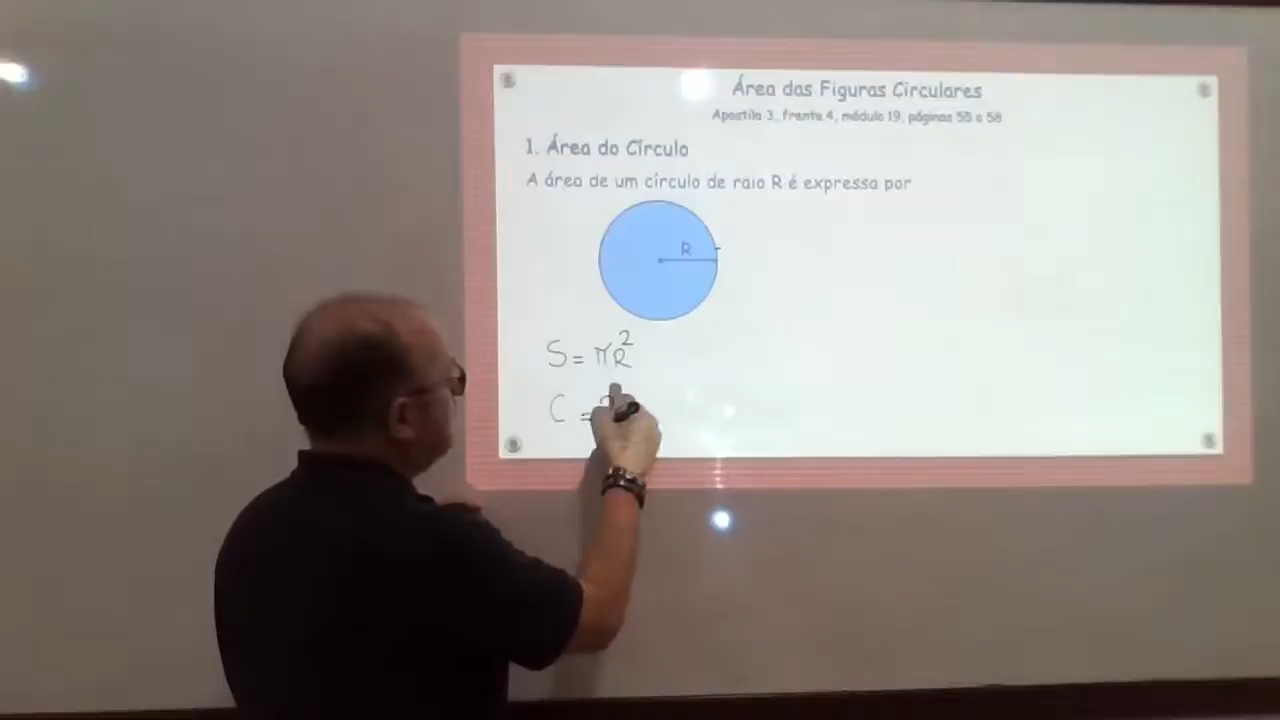 Área das Figuras Circulares
Apostila 3, frente 4, módulo 19, páginas 55 a 58
1. Área do Círculo
A área de um círculo de raio R é expressa por
R
S = πR²
C =